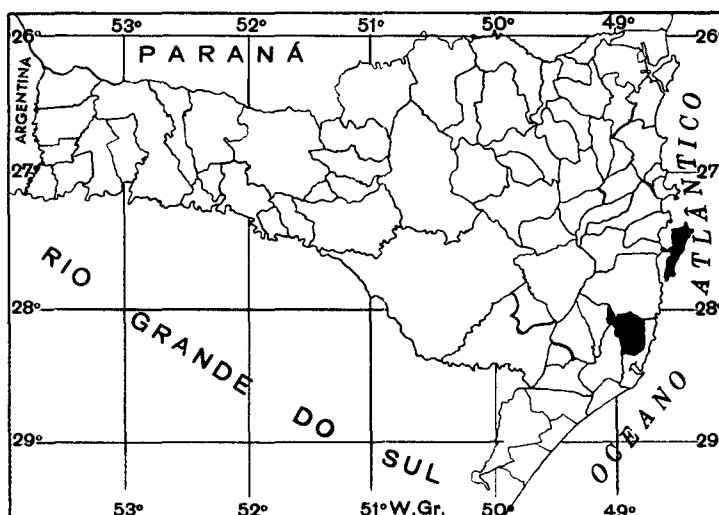 53° 52° 51° 50° 49°
26° PARANÁ 26°
ARGENTINA
27° 27°
ATLÂNTICO
RIO GRANDE DO SUL
28° 28°
OCEANO
29° 29°
53° 52° 51° W.Gr. 50° 49°